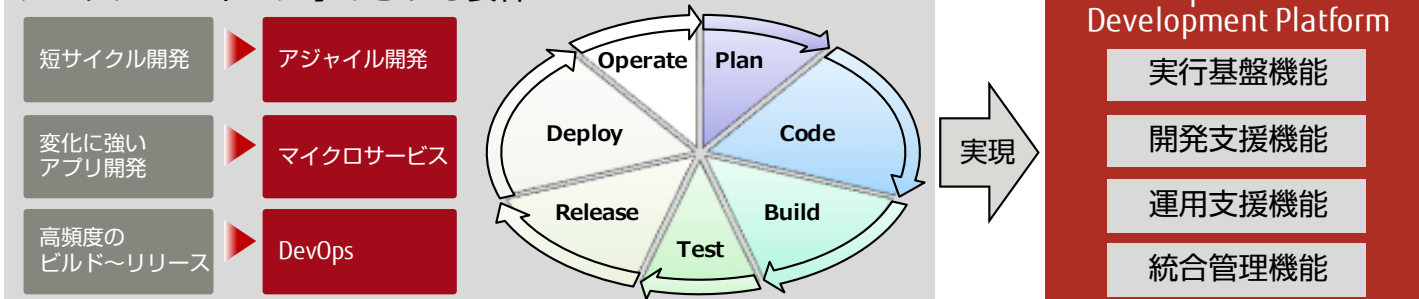 短サイクル開発
アジャイル開発
変化に強い
アプリ開発
マイクロサービス
高頻度の
ビルド～リリース
DevOps
Operate
Plan
Deploy
Code
Release
Build
Test
実現
Development Platform
実行基盤機能
開発支援機能
運用支援機能
統合管理機能